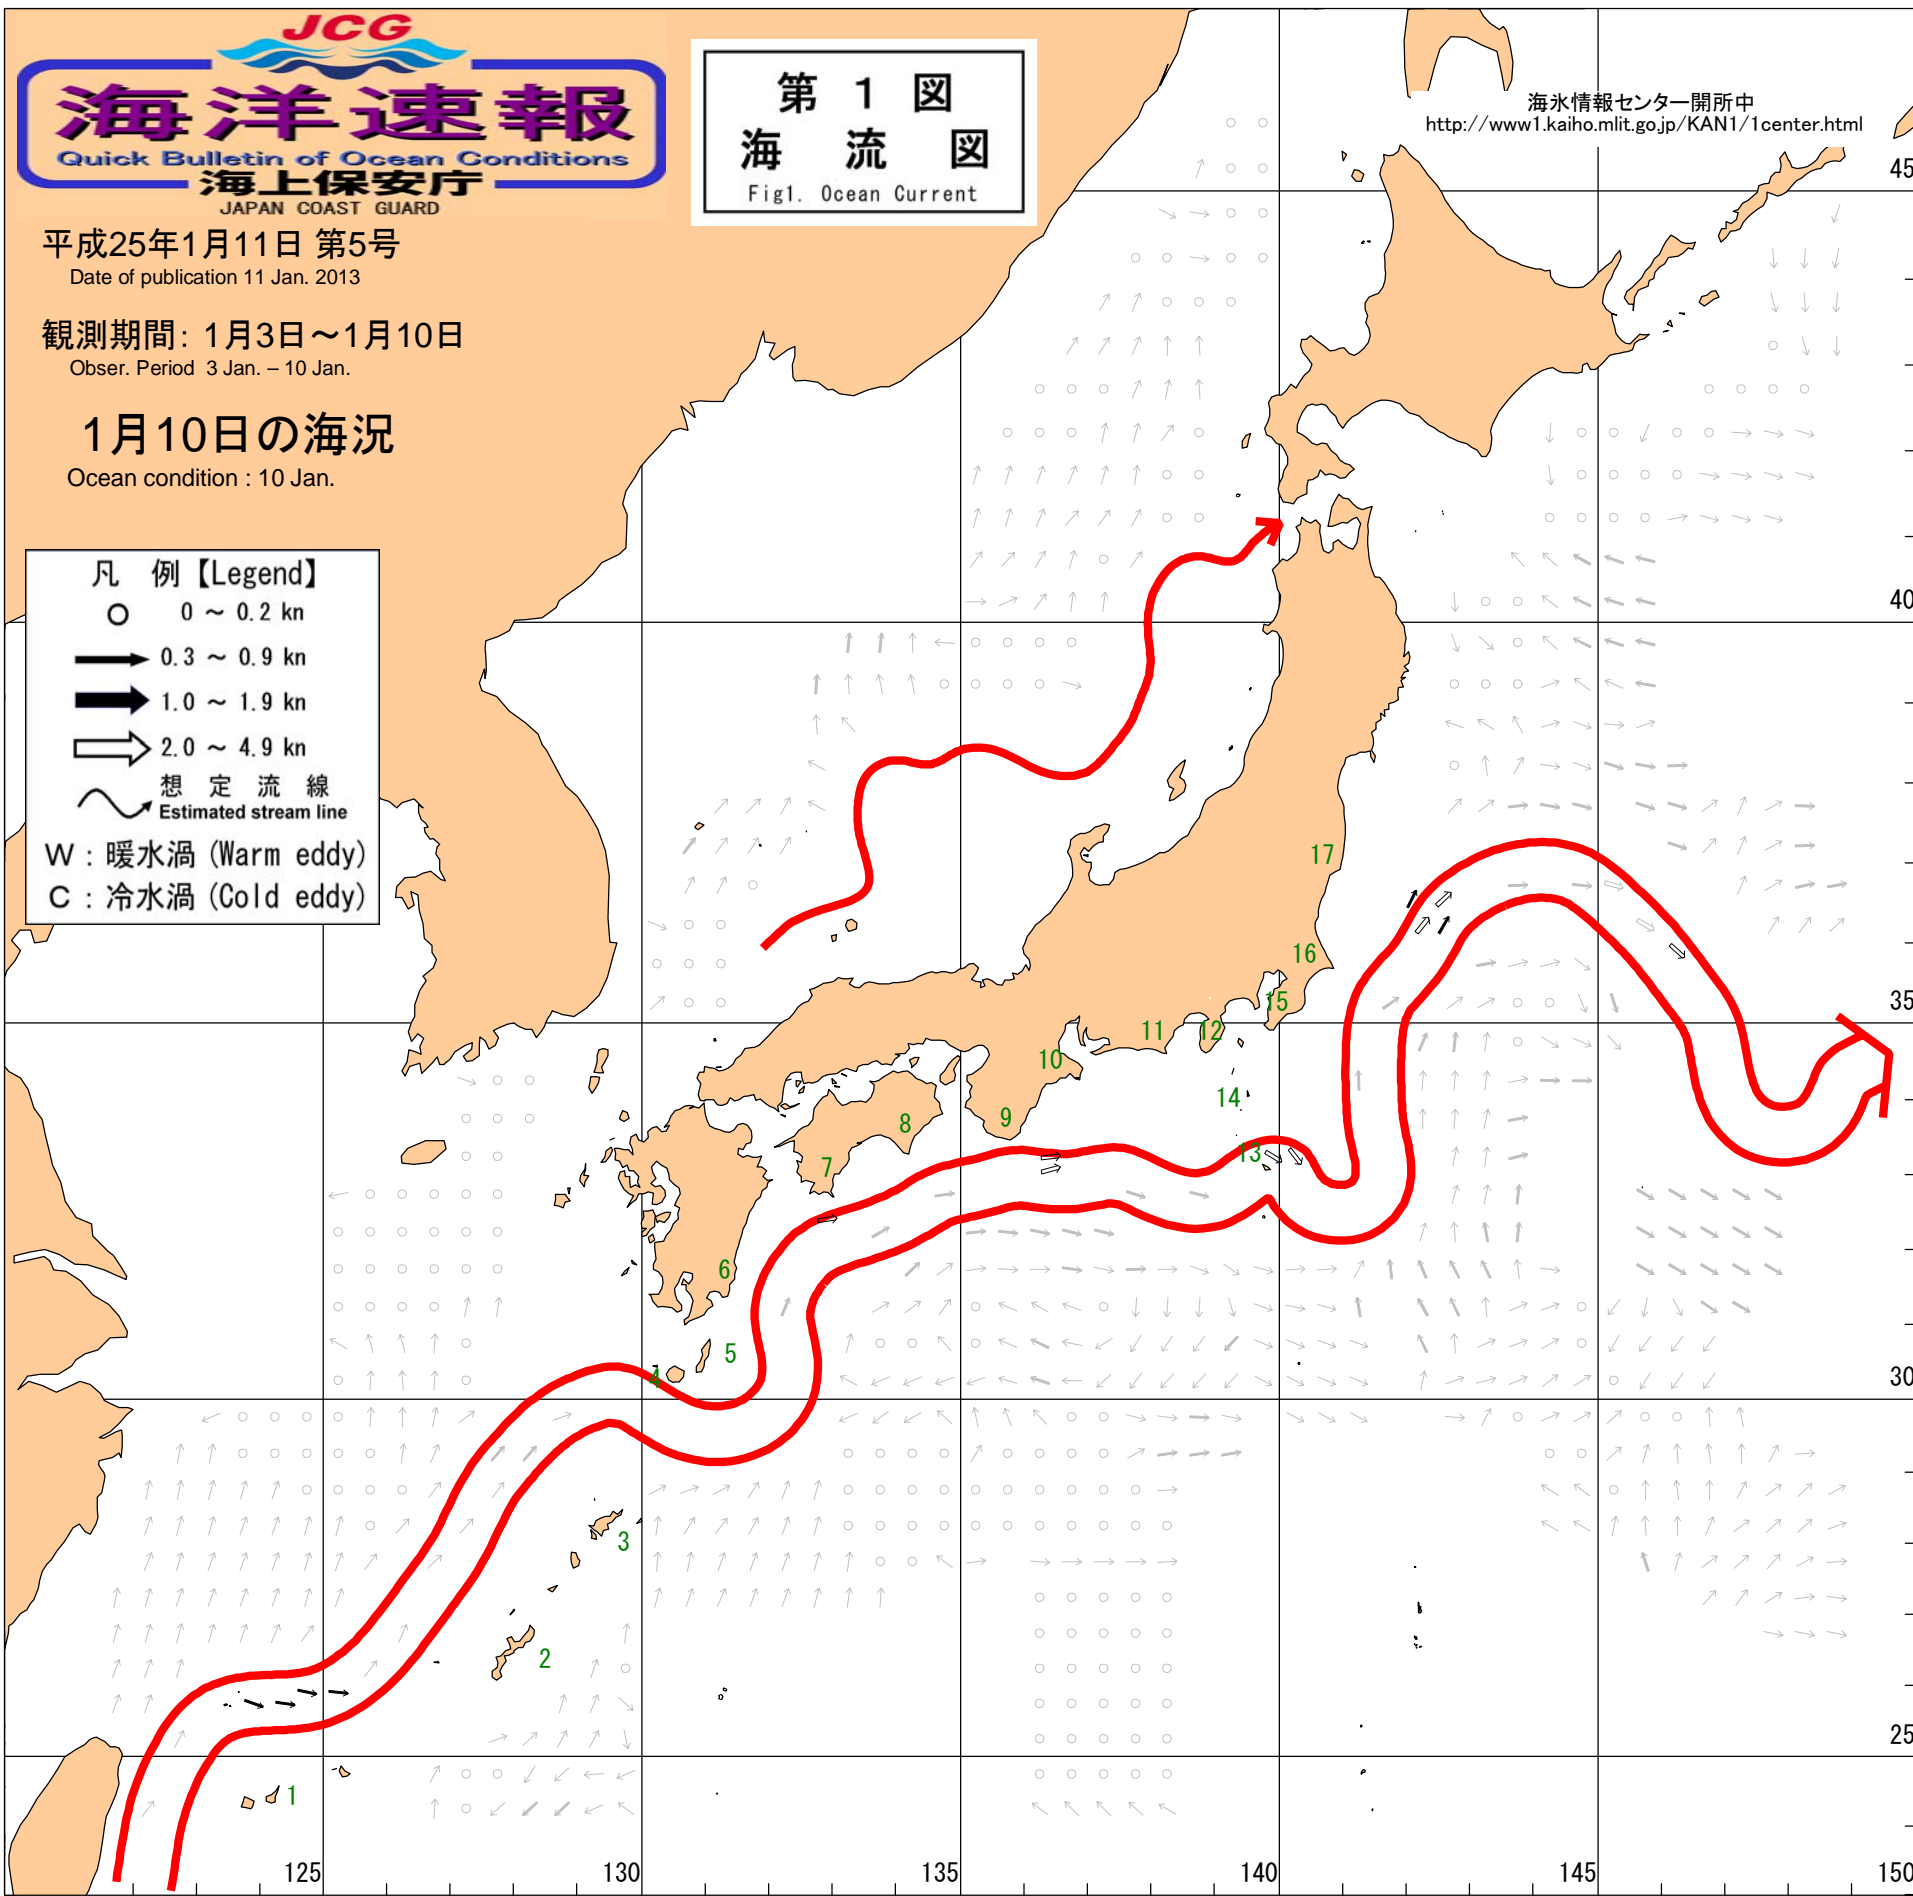 JCG
海洋速報
Quick Bulletin of Ocean Conditions
海上保安庁
JAPAN COAST GUARD
第 1 図
海 流 図
Fig1. Ocean Current
海氷情報センター開所中
http://www1.kaiho.mlit.go.jp/KAN1/1center.html
平成25年1月11日 第5号
Date of publication 11 Jan. 2013
観測期間: 1月3日～1月10日
Obser. Period 3 Jan. – 10 Jan.
1月10日の海況
Ocean condition : 10 Jan.
凡 例【Legend】
0 ～ 0.2 kn
0.3 ～ 0.9 kn
1.0 ～ 1.9 kn
2.0 ～ 4.9 kn
想 定 流 線
Estimated stream line
W : 暖水渦 (Warm eddy)
C : 冷水渦 (Cold eddy)
45
40
17
16
35
15
12
11
10
14
9
8
13
7
6
5
4
30
3
2
25
1
125
130
135
140
145
150